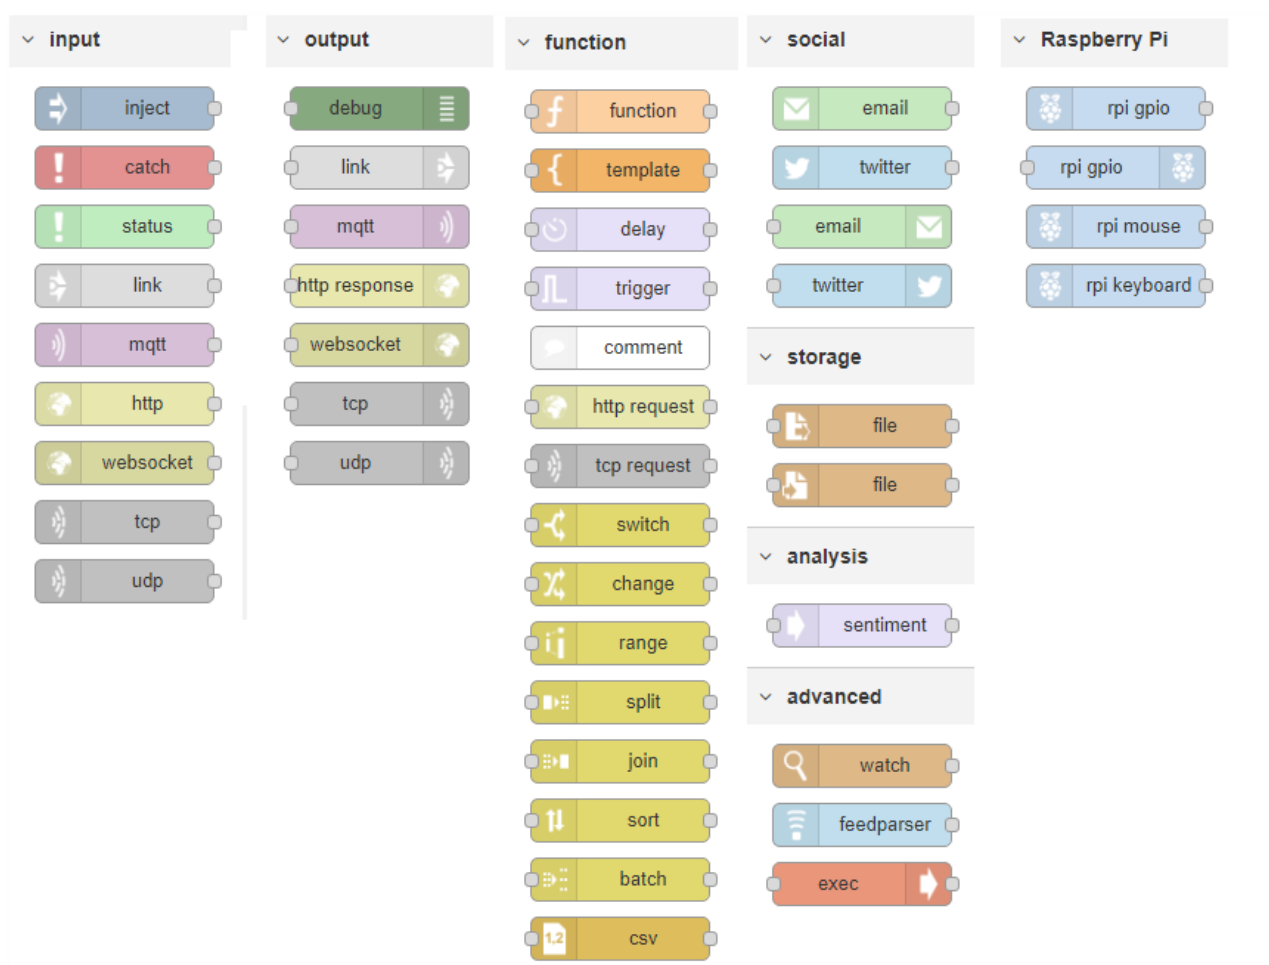 input
inject
catch
status
link
mqtt
http
websocket
tcp
udp
output
debug
link
mqtt
http response
websocket
tcp
udp
function
function
template
delay
trigger
comment
http request
tcp request
switch
change
range
split
join
sort
batch
1,2
csv
social
email
twitter
email
twitter
storage
file
file
analysis
sentiment
advanced
watch
feedparser
exec
Raspberry Pi
rpi gpio
rpi gpio
rpi mouse
rpi keyboard